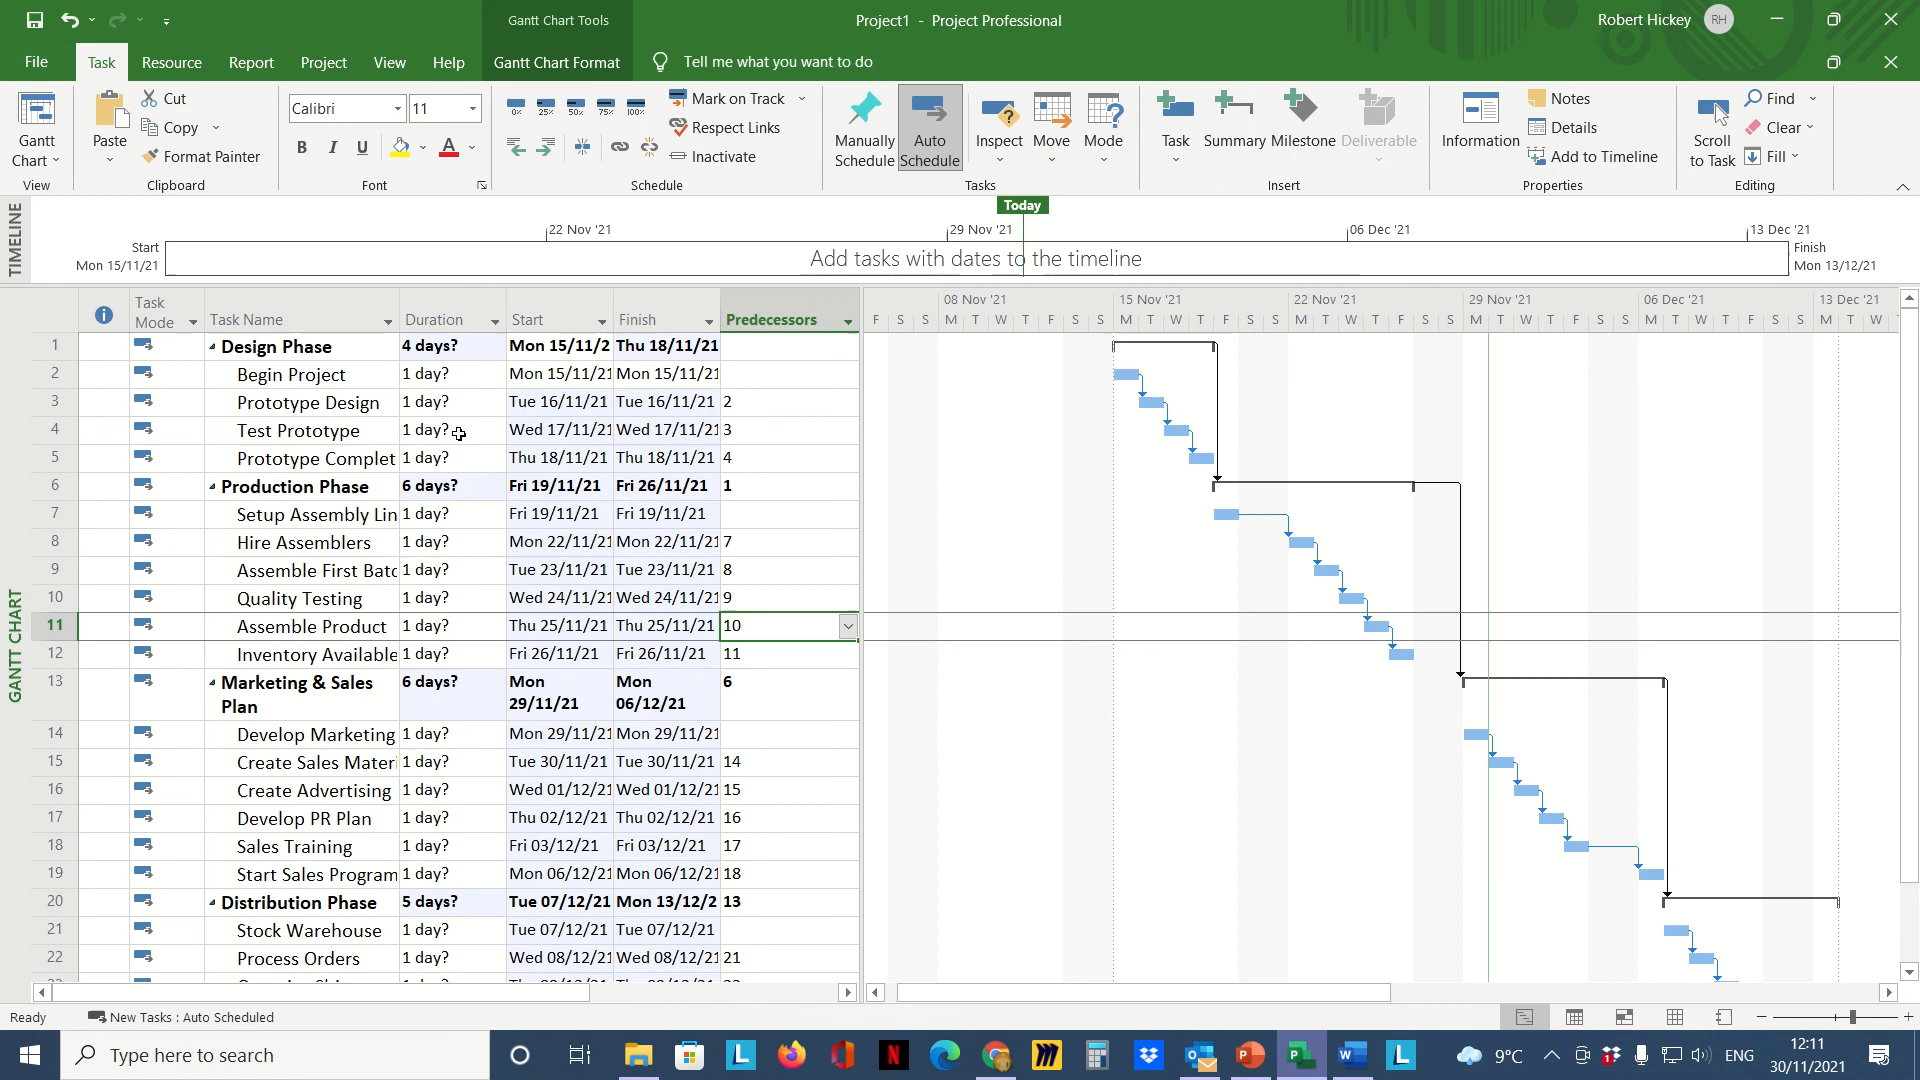 Gantt Chart Tools
Project1 - Project Professional
Robert Hickey RH
File Task Resource Report Project View Help Gantt Chart Format Tell me what you want to do
Gantt Chart
View
Paste
Cut
Copy
Format Painter
Clipboard
Calibri 11
B I U A
Font
0% 25% 50% 75% 100%
Mark on Track
Respect Links
Inactivate
Schedule
Manually Schedule
Auto Schedule
Inspect
Move
Mode
Tasks
Task
Summary
Milestone
Deliverable
Insert
Information
Notes
Details
Add to Timeline
Properties
Scroll to Task
Find
Clear
Fill
Editing
TIMELINE
Today
22 Nov '21 29 Nov '21 06 Dec '21 13 Dec '21
Start
Mon 15/11/21
Add tasks with dates to the timeline
Finish
Mon 13/12/21
GANTT CHART
Task Mode Task Name Duration Start Finish Predecessors
08 Nov '21 15 Nov '21 22 Nov '21 29 Nov '21 06 Dec '21 13 Dec '21
F S S M T W T F S S M T W T F S S M T W T F S S M T W T F S S M T W T F S S M T W
1 Design Phase 4 days? Mon 15/11/2 Thu 18/11/21
2 Begin Project 1 day? Mon 15/11/21 Mon 15/11/21
3 Prototype Design 1 day? Tue 16/11/21 Tue 16/11/21 2
4 Test Prototype 1 day? Wed 17/11/21 Wed 17/11/21 3
5 Prototype Complet 1 day? Thu 18/11/21 Thu 18/11/21 4
6 Production Phase 6 days? Fri 19/11/21 Fri 26/11/21 1
7 Setup Assembly Lin 1 day? Fri 19/11/21 Fri 19/11/21
8 Hire Assemblers 1 day? Mon 22/11/21 Mon 22/11/21 7
9 Assemble First Batc 1 day? Tue 23/11/21 Tue 23/11/21 8
10 Quality Testing 1 day? Wed 24/11/21 Wed 24/11/21 9
11 Assemble Product 1 day? Thu 25/11/21 Thu 25/11/21 10
12 Inventory Available 1 day? Fri 26/11/21 Fri 26/11/21 11
13 Marketing & Sales Plan 6 days? Mon 29/11/21 Mon 06/12/21 6
14 Develop Marketing 1 day? Mon 29/11/21 Mon 29/11/21
15 Create Sales Mater 1 day? Tue 30/11/21 Tue 30/11/21 14
16 Create Advertising 1 day? Wed 01/12/21 Wed 01/12/21 15
17 Develop PR Plan 1 day? Thu 02/12/21 Thu 02/12/21 16
18 Sales Training 1 day? Fri 03/12/21 Fri 03/12/21 17
19 Start Sales Program 1 day? Mon 06/12/21 Mon 06/12/21 18
20 Distribution Phase 5 days? Tue 07/12/21 Mon 13/12/2 13
21 Stock Warehouse 1 day? Tue 07/12/21 Tue 07/12/21
22 Process Orders 1 day? Wed 08/12/21 Wed 08/12/21 21
Ready New Tasks : Auto Scheduled
Type here to search
9°C ENG
12:11
30/11/2021